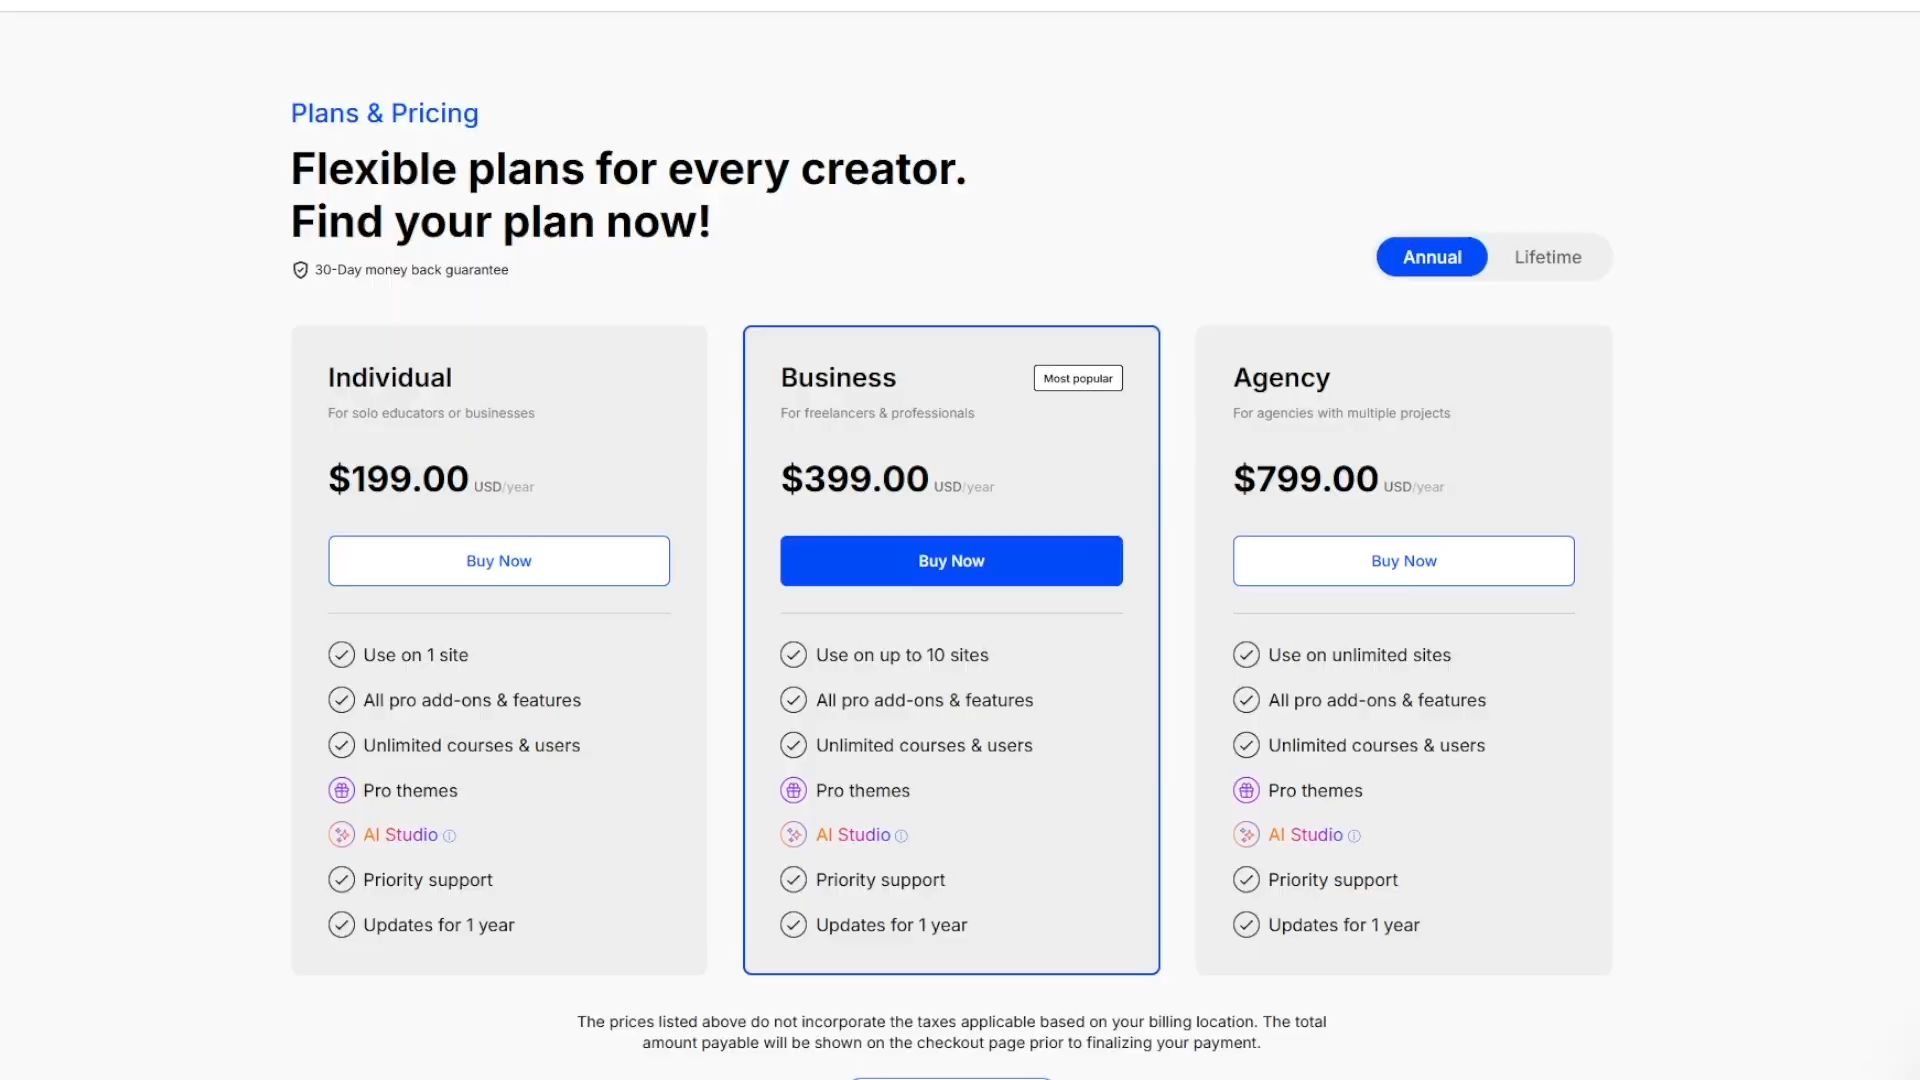 Plans & Pricing
Flexible plans for every creator.
Find your plan now!
30-Day money back guarantee
Annual
Lifetime
Individual
For solo educators or businesses
$199.00 USD/year
Buy Now
Use on 1 site
All pro add-ons & features
Unlimited courses & users
Pro themes
AI Studio
Priority support
Updates for 1 year
Business
Most popular
For freelancers & professionals
$399.00 USD/year
Buy Now
Use on up to 10 sites
All pro add-ons & features
Unlimited courses & users
Pro themes
AI Studio
Priority support
Updates for 1 year
Agency
For agencies with multiple projects
$799.00 USD/year
Buy Now
Use on unlimited sites
All pro add-ons & features
Unlimited courses & users
Pro themes
AI Studio
Priority support
Updates for 1 year
The prices listed above do not incorporate the taxes applicable based on your billing location. The total
amount payable will be shown on the checkout page prior to finalizing your payment.